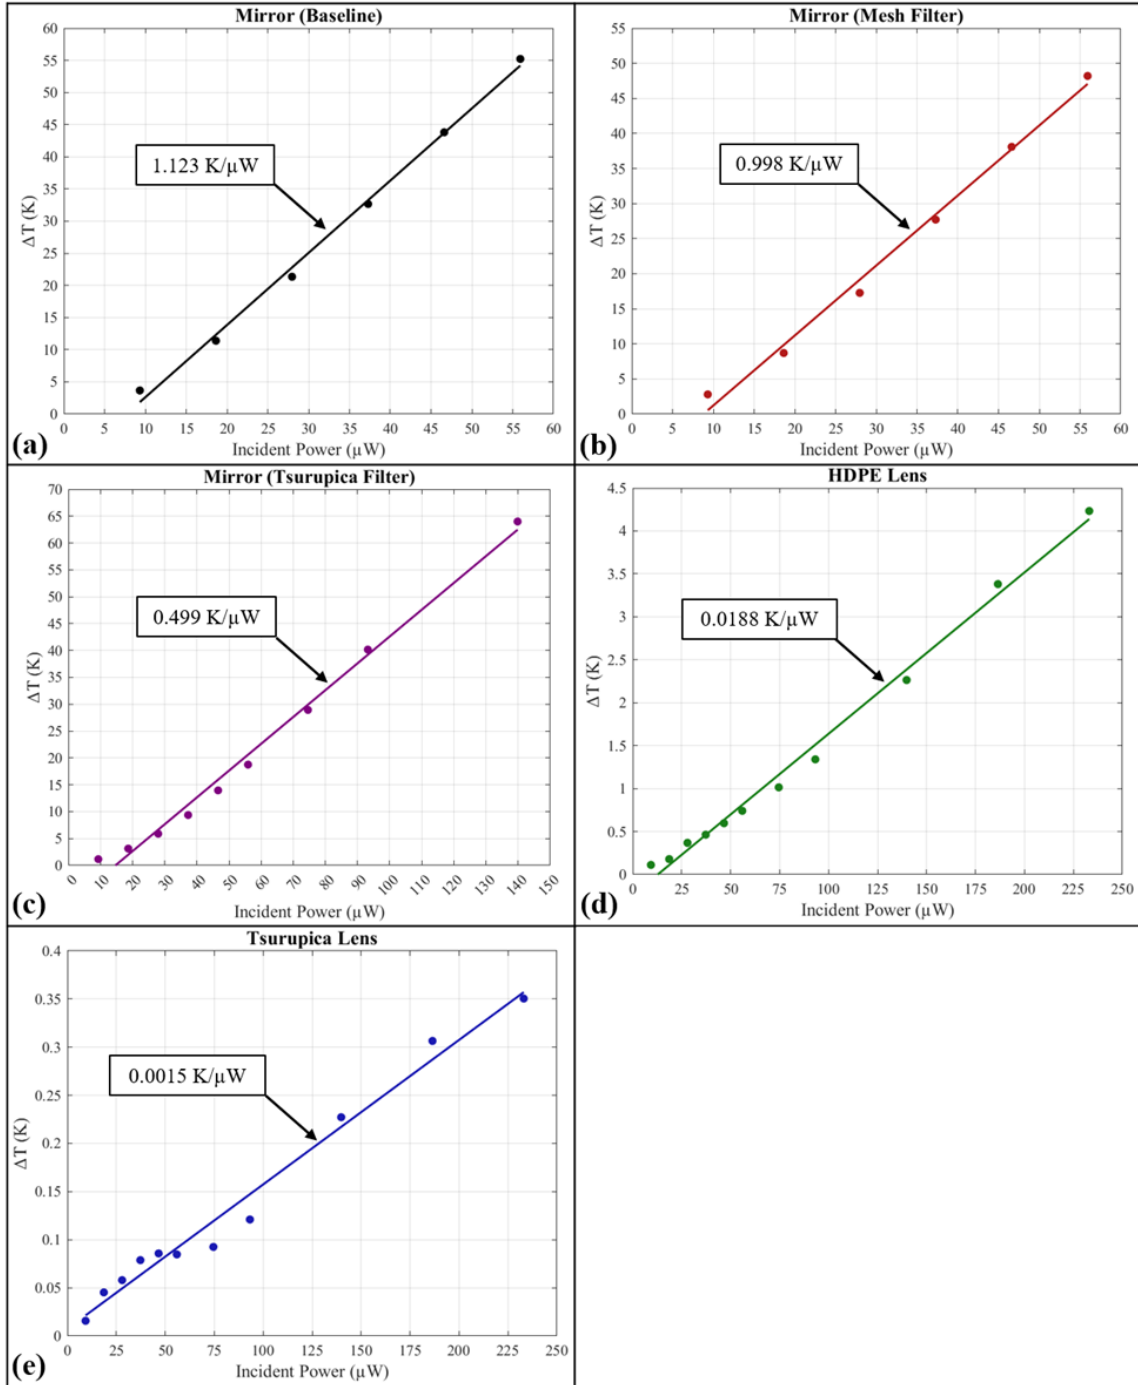 Mirror (Baseline)
60
55
50
45
40
35
30
25
20
15
10
5
0
ΔT (K)
1.123 K/µW
0 5 10 15 20 25 30 35 40 45 50 55 60
Incident Power (µW)
(a)
Mirror (Mesh Filter)
55
50
45
40
35
30
25
20
15
10
5
0
ΔT (K)
0.998 K/µW
0 5 10 15 20 25 30 35 40 45 50 55 60
Incident Power (µW)
(b)
Mirror (Tsurupica Filter)
70
65
60
55
50
45
40
35
30
25
20
15
10
5
0
ΔT (K)
0.499 K/µW
0 10 20 30 40 50 60 70 80 90 100 110 120 130 140 150
Incident Power (µW)
(c)
HDPE Lens
4.5
4
3.5
3
2.5
2
1.5
1
0.5
0
ΔT (K)
0.0188 K/µW
0 25 50 75 100 125 150 175 200 225 250
Incident Power (µW)
(d)
Tsurupica Lens
0.4
0.35
0.3
0.25
0.2
0.15
0.1
0.05
0
ΔT (K)
0.0015 K/µW
0 25 50 75 100 125 150 175 200 225 250
Incident Power (µW)
(e)